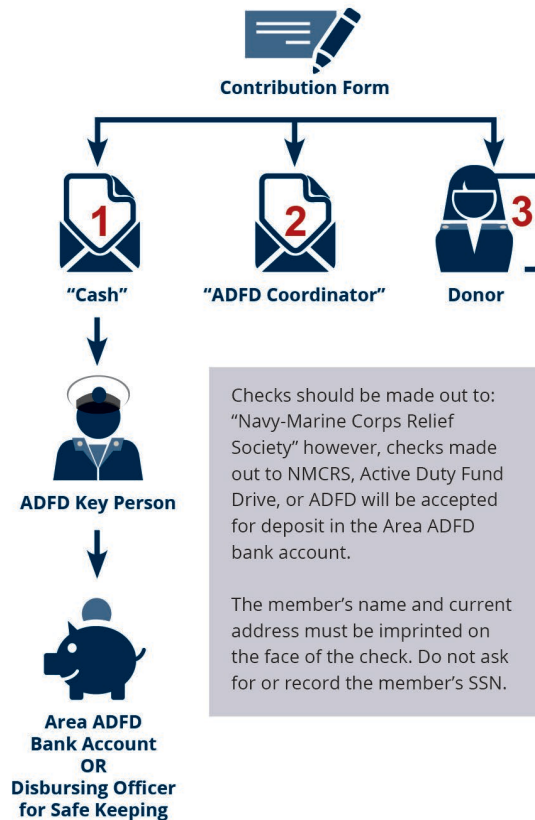 Contribution Form
1
2
3
“Cash”
“ADFD Coordinator”
Donor
ADFD Key Person
Checks should be made out to:
“Navy-Marine Corps Relief
Society” however, checks made
out to NMCRS, Active Duty Fund
Drive, or ADFD will be accepted
for deposit in the Area ADFD
bank account.
The member’s name and current
address must be imprinted on
the face of the check. Do not ask
for or record the member’s SSN.
Area ADFD
Bank Account
OR
Disbursing Officer
for Safe Keeping